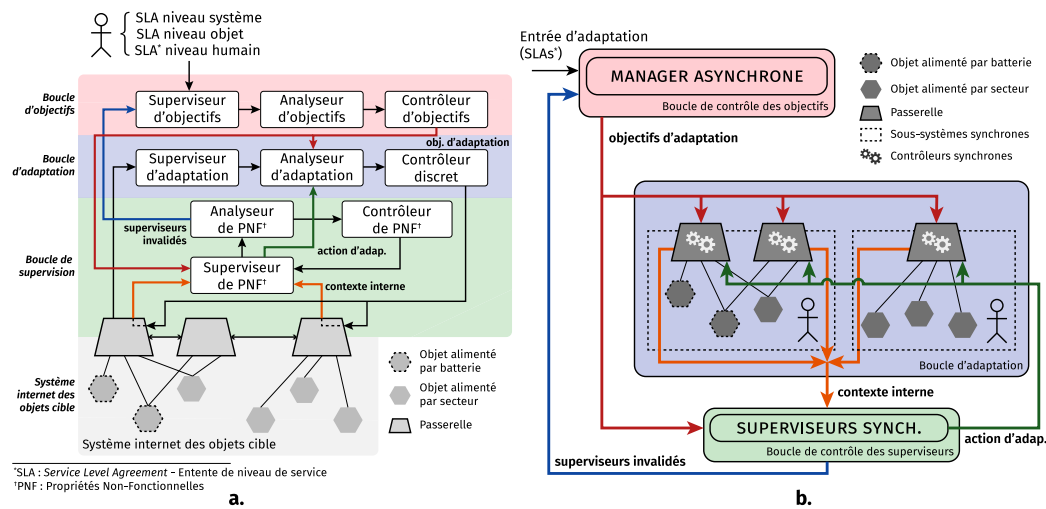 SLA niveau système
SLA niveau objet
SLA* niveau humain
Boucle
d'objectifs
Superviseur
d'objectifs
Analyseur
d'objectifs
Contrôleur
d'objectifs
obj. d'adaptation
Boucle
d'adaptation
Superviseur
d'adaptation
Analyseur
d'adaptation
Contrôleur
discret
Analyseur
de PNF†
Contrôleur
de PNF†
superviseurs
invalidés
action d'adap.
Boucle de
supervision
Superviseur
de PNF†
contexte interne
Système
internet des
objets cible
Objet alimenté
par batterie
Objet alimenté
par secteur
Passerelle
Système internet des objets cible
*SLA : Service Level Agreement – Entente de niveau de service
†PNF : Propriétés Non-Fonctionnelles
a.
Entrée d'adaptation
(SLAs*)
MANAGER ASYNCHRONE
Boucle de contrôle des objectifs
Objet alimenté par batterie
Objet alimenté par secteur
Passerelle
Sous-systèmes synchrones
Contrôleurs synchrones
objectifs d'adaptation
Boucle d'adaptation
contexte interne
SUPERVISEURS SYNCH.
Boucle de contrôle des superviseurs
action d'adap.
superviseurs invalidés
b.